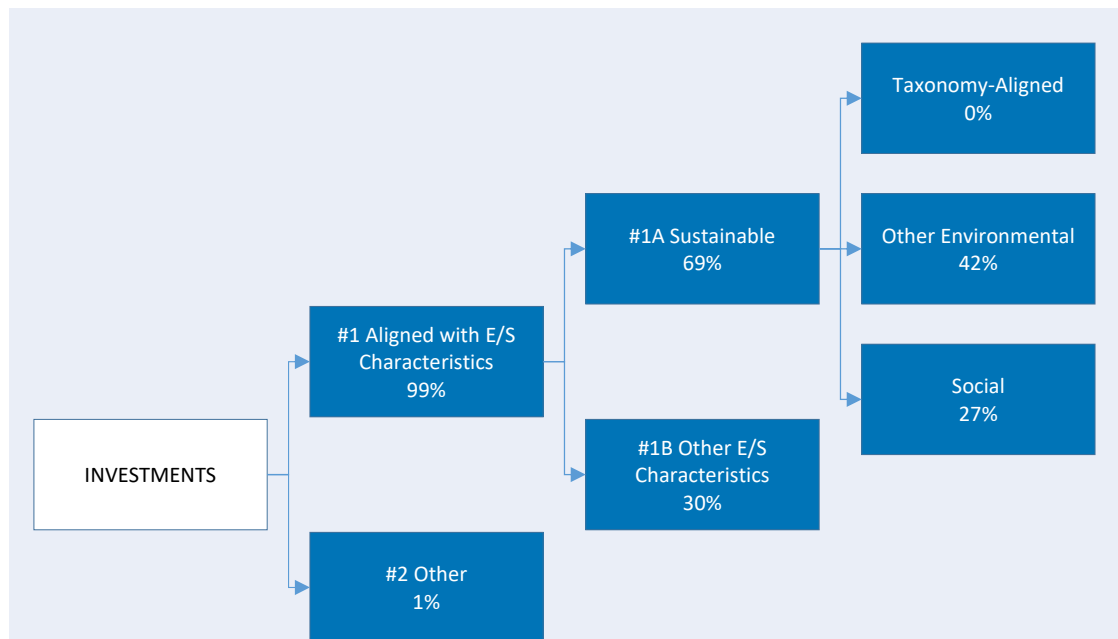 INVESTMENTS
#1 Aligned with E/S
Characteristics
99%
#2 Other
1%
#1A Sustainable
69%
#1B Other E/S
Characteristics
30%
Taxonomy-Aligned
0%
Other Environmental
42%
Social
27%